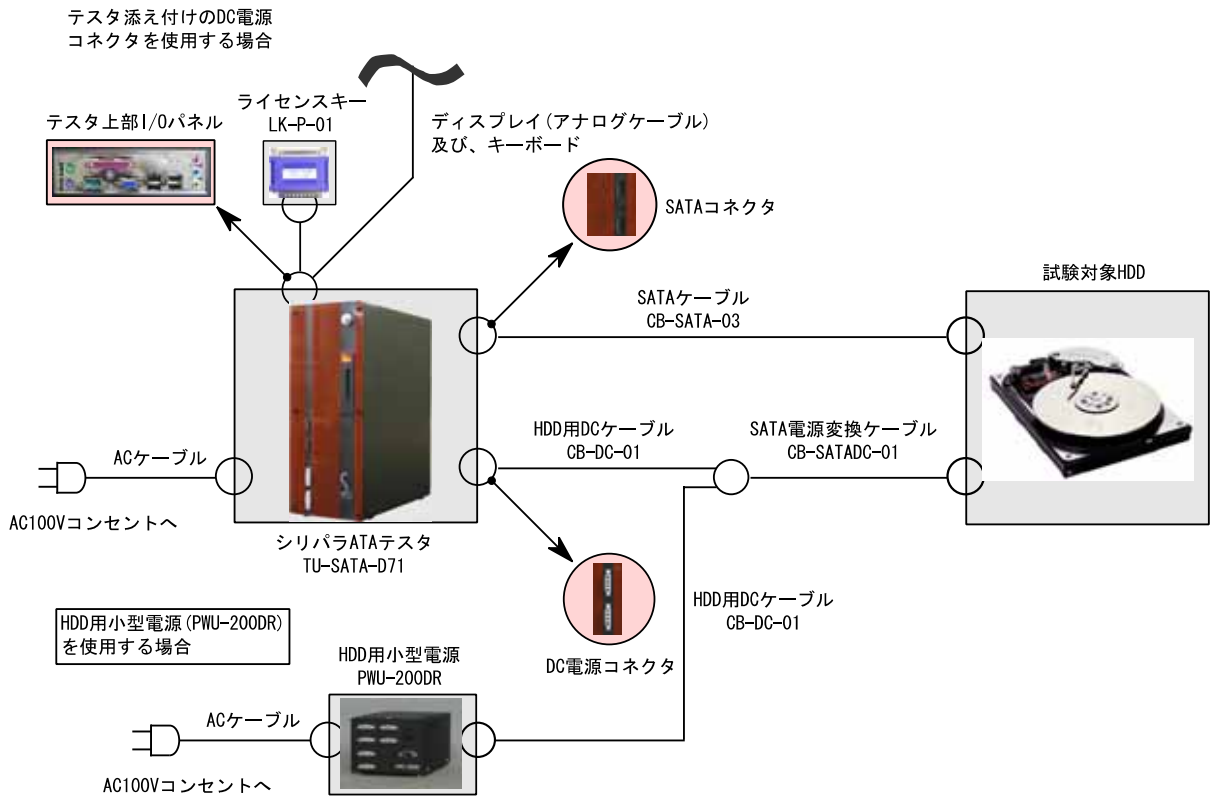 テスタ添え付けのDC電源
コネクタを使用する場合
テスタ上部I/Oパネル
ライセンスキー
LK-P-01
ディスプレイ(アナログケーブル)
及び、キーボード
SATAコネクタ
試験対象HDD
SATAケーブル
CB-SATA-03
HDD用DCケーブル
CB-DC-01
SATA電源変換ケーブル
CB-SATADC-01
ACケーブル
AC100Vコンセントへ
シリパラATAテスタ
TU-SATA-D71
HDD用DCケーブル
CB-DC-01
DC電源コネクタ
HDD用小型電源(PWU-200DR)
を使用する場合
HDD用小型電源
PWU-200DR
ACケーブル
AC100Vコンセントへ